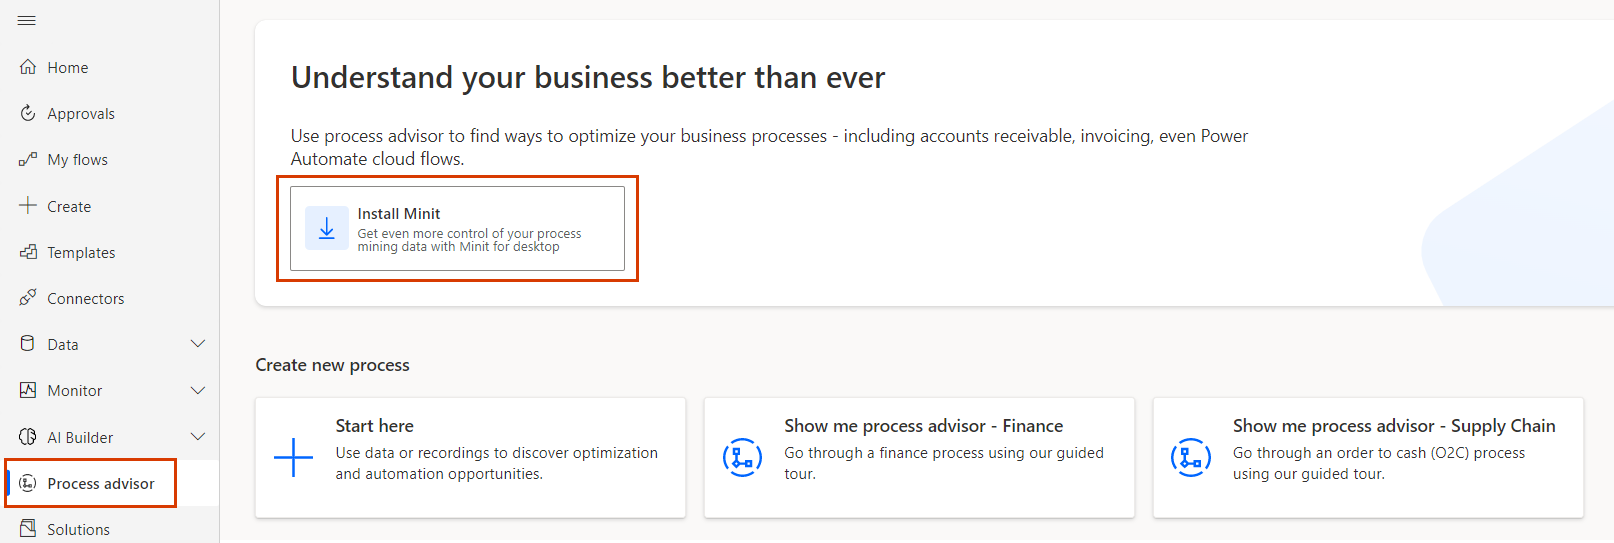 Home
Approvals
My flows
Create
Templates
Connectors
Data
Monitor
AI Builder
Process advisor
Solutions
Understand your business better than ever
Use process advisor to find ways to optimize your business processes - including accounts receivable, invoicing, even Power
Automate cloud flows.
Install Minit
Get even more control of your process
mining data with Minit for desktop
Create new process
Start here
Use data or recordings to discover optimization
and automation opportunities.
Show me process advisor - Finance
Go through a finance process using our guided
tour.
Show me process advisor - Supply Chain
Go through an order to cash (O2C) process
using our guided tour.